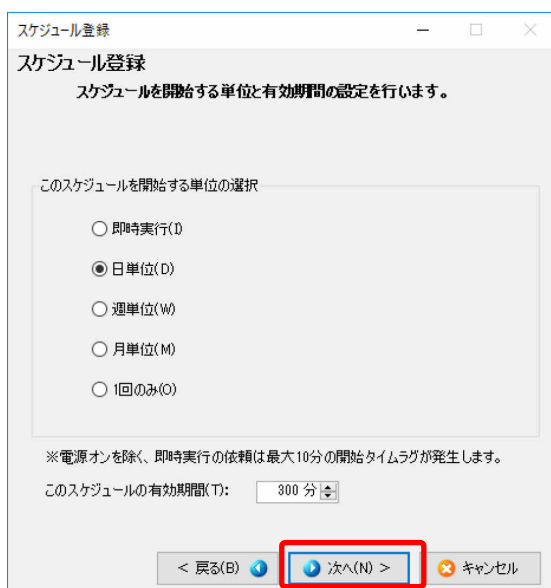 スケジュール登録
スケジュール登録
スケジュールを開始する単位と有効期間の設定を行います。
このスケジュールを開始する単位の選択
即時実行(I)
日単位(D)
週単位(W)
月単位(M)
1回のみ(O)
※電源オンを除く、即時実行の依頼は最大10分の開始タイムラグが発生します。
このスケジュールの有効期間(T): 300 分
< 戻る(B) 次へ(N) > キャンセル